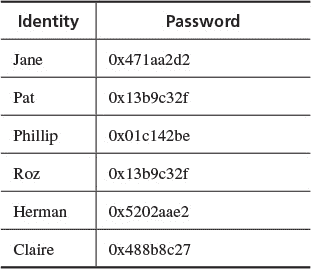 Identity Password
Jane 0x471aa2d2
Pat 0x13b9c32f
Phillip 0x01c142be
Roz 0x13b9c32f
Herman 0x5202aae2
Claire 0x488b8c27